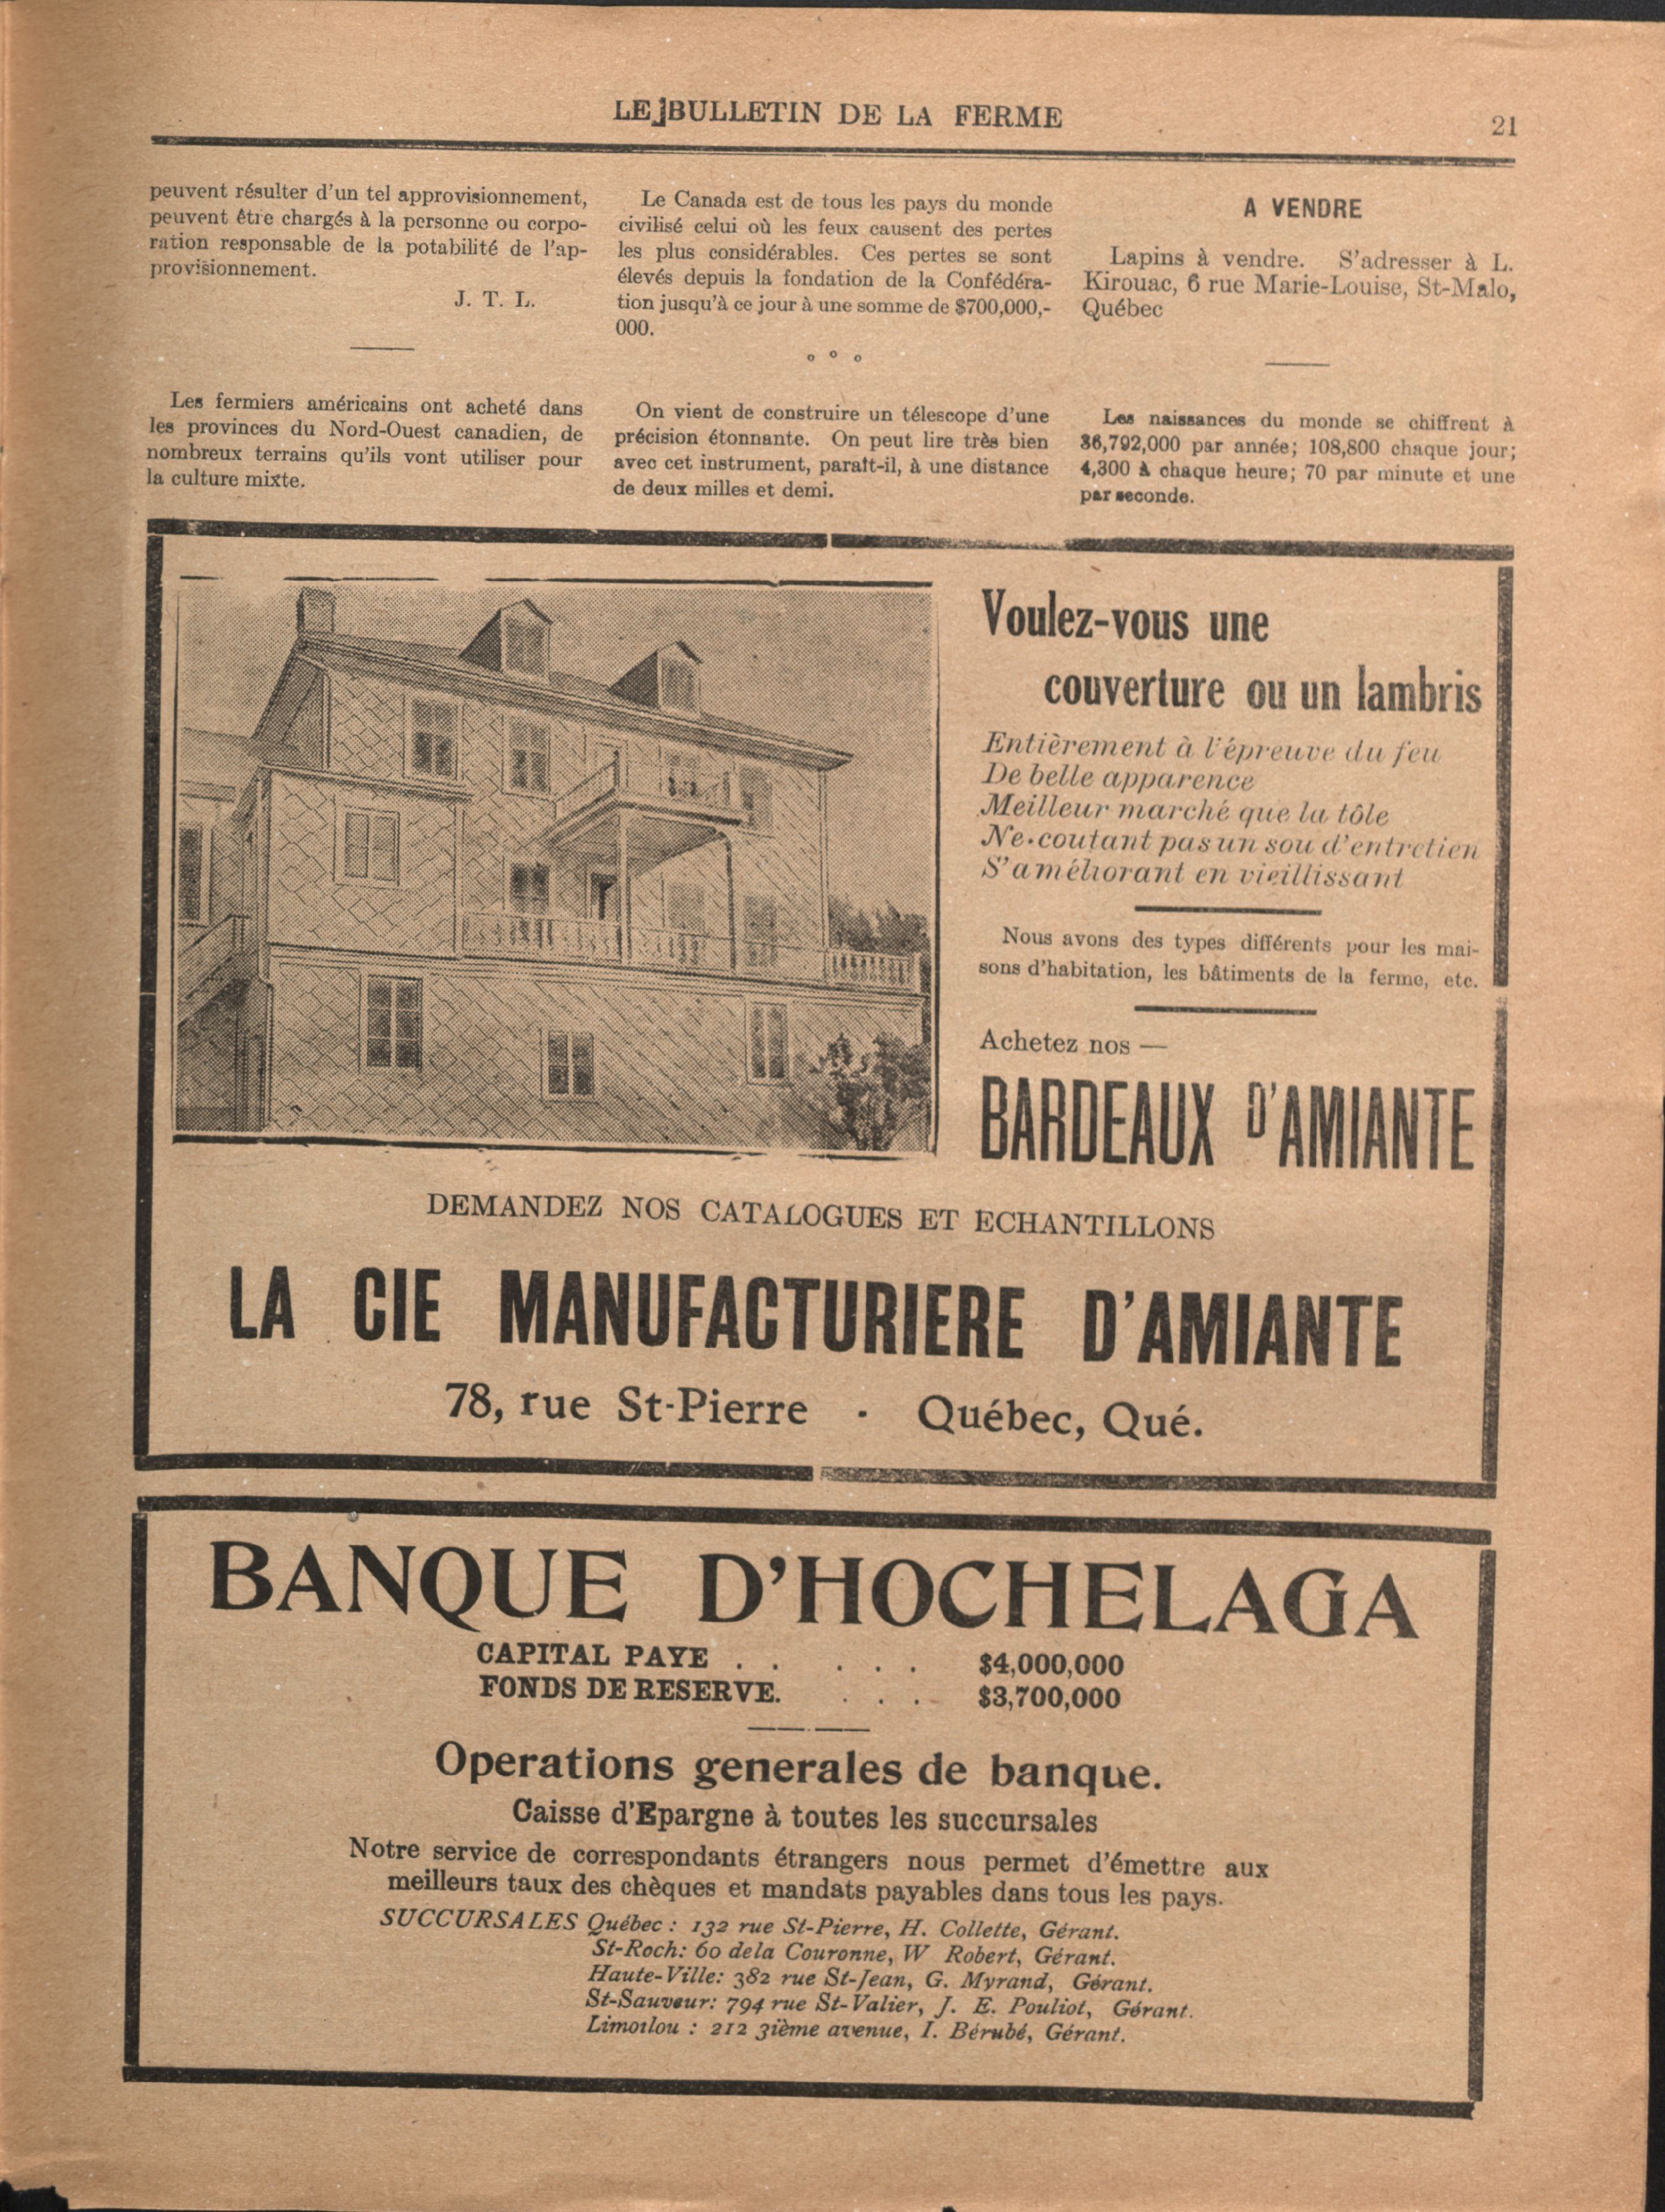 LE BULLETIN DE LA FERME
21
peuvent résulter d'un tel approvisionnement,
peuvent être chargés à la personne ou corpo-
ration responsable de la potabilité de l'ap-
provisionnement.
J. T. L.
Les fermiers américains ont acheté dans
les provinces du Nord-Ouest canadien, de
nombreux terrains qu'ils vont utiliser pour
la culture mixte.
Le Canada est de tous les pays du monde
civilisé celui où les feux causent des pertes
les plus considérables. Ces pertes se sont
élevés depuis la fondation de la Confédéra-
tion jusqu'à ce jour à une somme de $700,000,-
000.
On vient de construire un télescope d'une
précision étonnante. On peut lire très bien
avec cet instrument, paraît-il, à une distance
de deux milles et demi.
A VENDRE
Lapins à vendre. S'adresser à L.
Kirouac, 6 rue Marie-Louise, St-Malo,
Québec
Les naissances du monde se chiffrent à
36,792,000 par année; 108,800 chaque jour;
4,300 à chaque heure; 70 par minute et une
par seconde.
Voulez-vous une
couverture ou un lambris
Entièrement à l'épreuve du feu
De belle apparence
Meilleur marché que la tôle
Ne coutant pas un sou d'entretien
S'améliorant en vieillissant
Nous avons des types différents pour les mai-
sons d'habitation, les bâtiments de la ferme, etc.
Achetez nos —
BARDEAUX D'AMIANTE
DEMANDEZ NOS CATALOGUES ET ECHANTILLONS
LA CIE MANUFACTURIERE D'AMIANTE
78, rue St-Pierre - Québec, Qué.
BANQUE D'HOCHELAGA
CAPITAL PAYE . . . . . $4,000,000
FONDS DE RESERVE. . . . $3,700,000
Operations generales de banque.
Caisse d'Epargne à toutes les succursales
Notre service de correspondants étrangers nous permet d'émettre aux
meilleurs taux des chèques et mandats payables dans tous les pays.
SUCCURSALES Québec : 132 rue St-Pierre, H. Collette, Gérant.
St-Roch: 60 dela Couronne, W Robert, Gérant.
Haute-Ville: 382 rue St-Jean, G. Myrand, Gérant.
St-Sauveur: 794 rue St-Valier, J. E. Pouliot, Gérant.
Limoilou : 212 3ième avenue, I. Bérubé, Gérant.